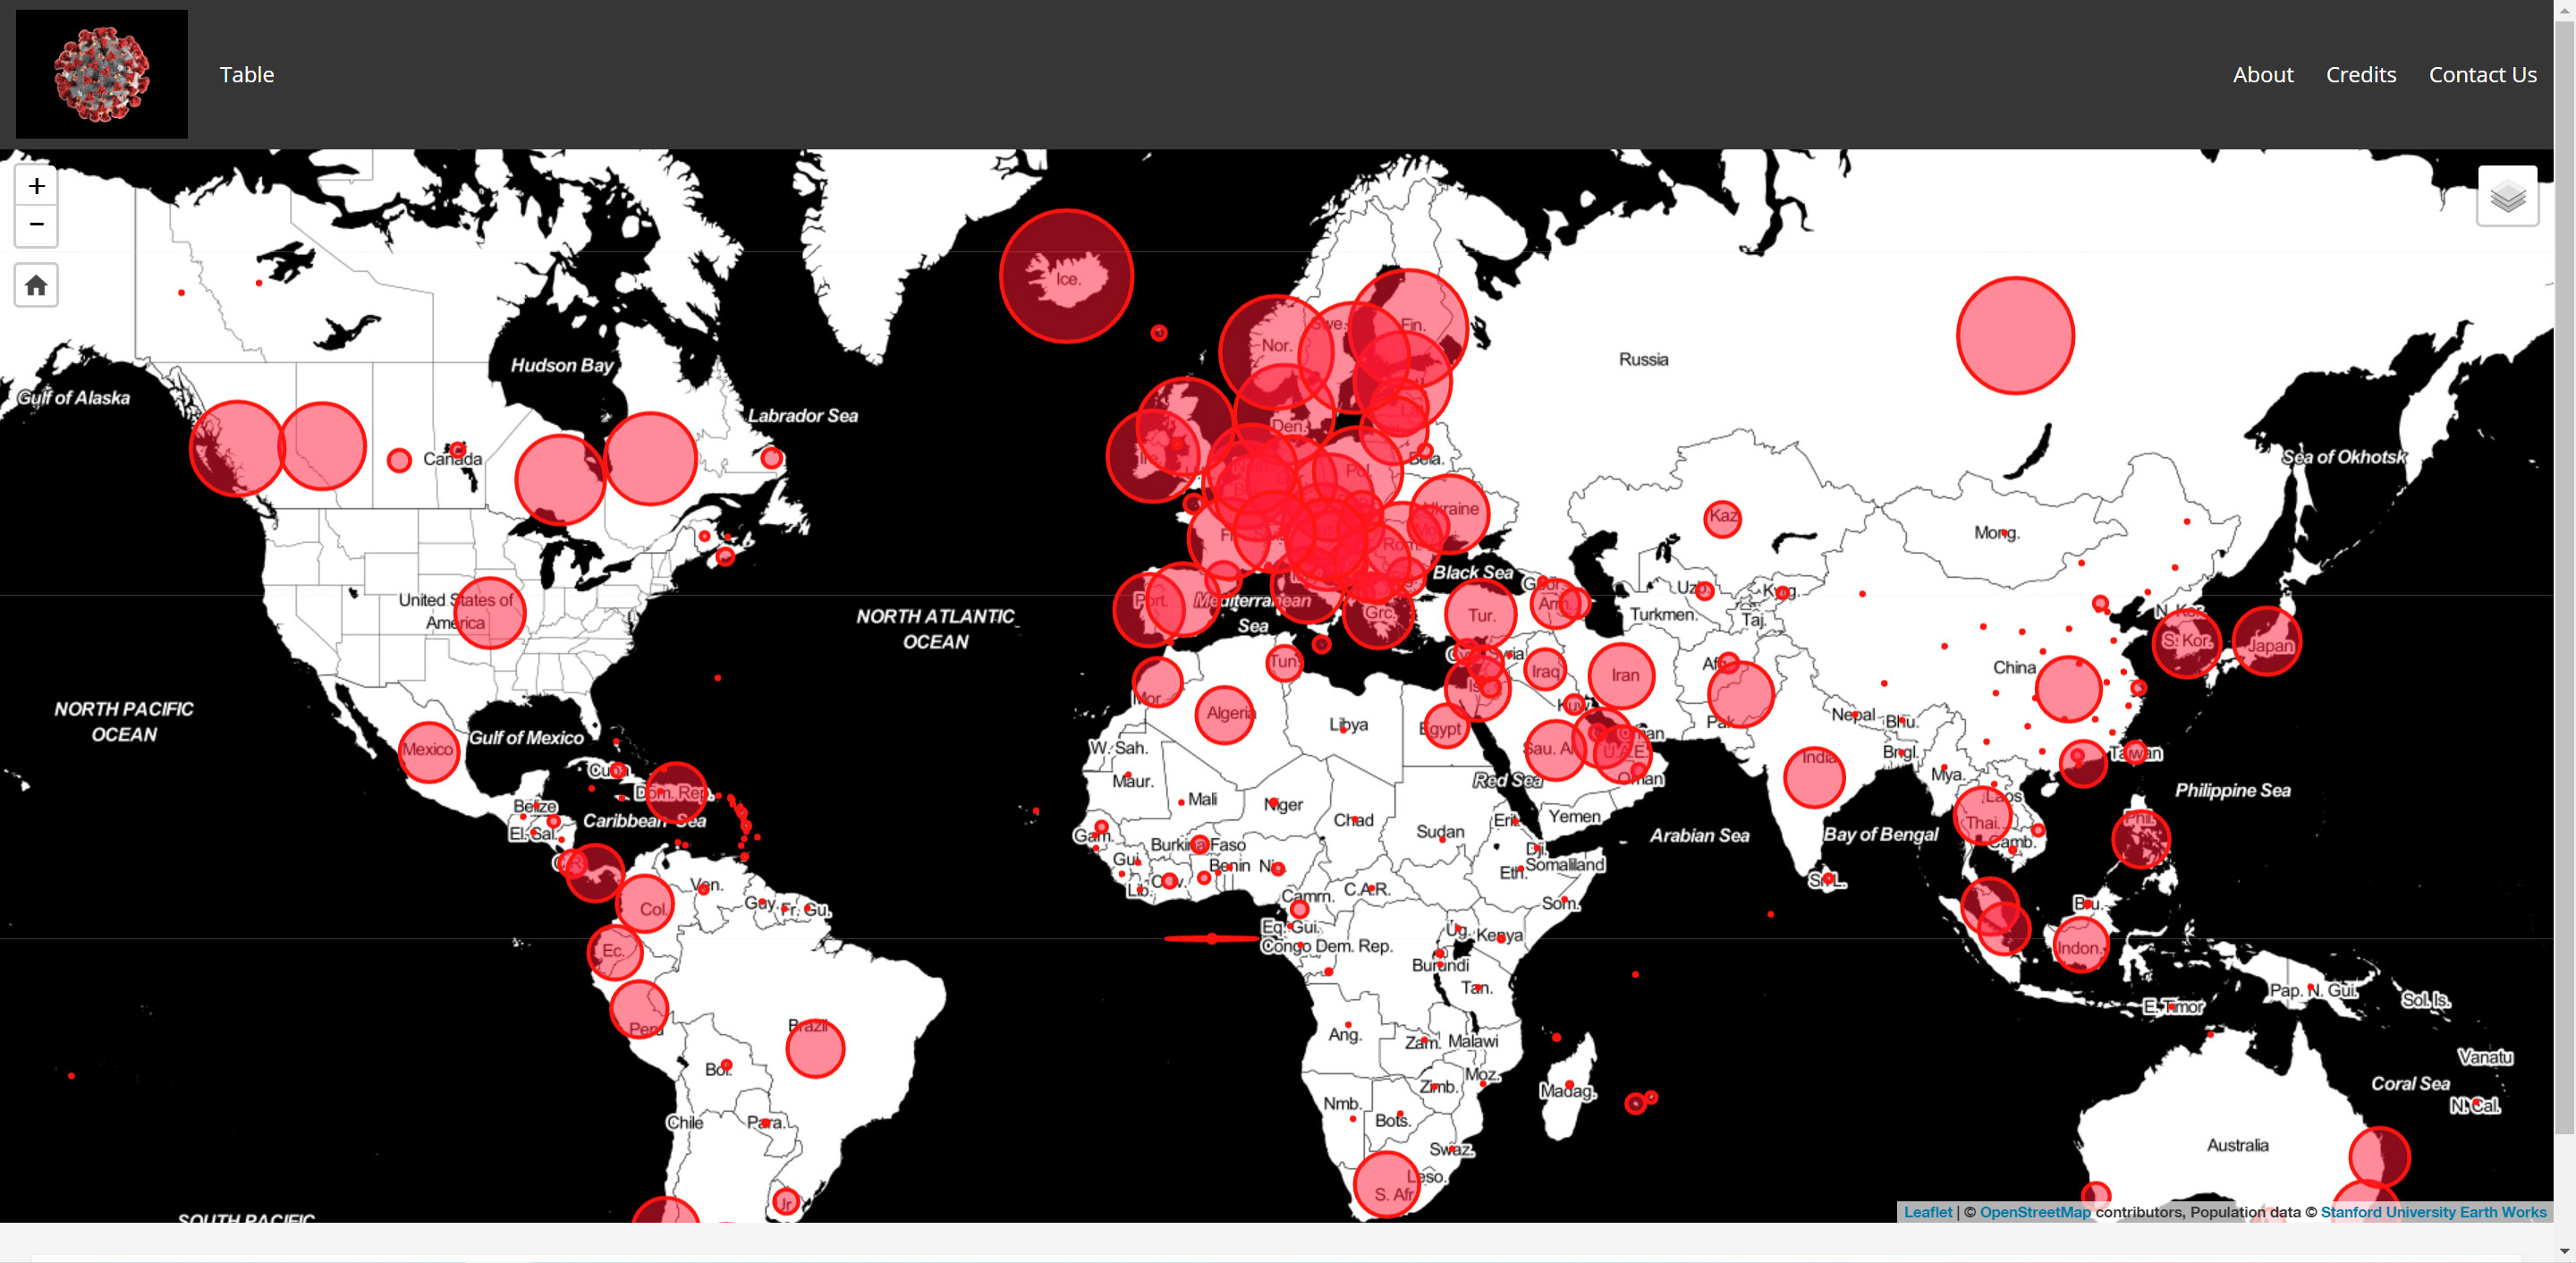 Table
About
Credits
Contact Us
+
−
Ice.
Hudson Bay
Gulf of Alaska
Labrador Sea
Canada
Nor.
Swe.
Fin.
Den.
Bela.
Pol.
Ukraine
Rom.
Russia
Sea of Okhotsk
Kaz
Mong.
United States of
America
NORTH ATLANTIC
OCEAN
Port.
Mediterranean
Sea
Black Sea
Grc.
Tur.
Geor.
Arm.
Uzb.
Kyrg.
Turkmen.
Taj.
N. Kor.
S. Kor.
Japan
China
Tun.
Syria
Iraq
Iran
Afg.
Is.
Kuw.
Pak.
Nepal
Bhu.
Mor.
Algeria
Libya
Egypt
Sau. Ar.
U.A.E.
Oman
India
Bngl.
Taiwan
NORTH PACIFIC
OCEAN
Gulf of Mexico
Mexico
Cuba
Dom. Rep.
Belize
El. Sal.
Caribbean Sea
C.R.
W. Sah.
Maur.
Mali
Niger
Chad
Sudan
Eri.
Yemen
Red Sea
Arabian Sea
Bay of Bengal
Mya.
Laos
Thai.
Camb.
Phil.
Philippine Sea
Gam.
Gui.
Lib.
Burkina Faso
Benin
Nig.
Camrn.
C.A.R.
Dji.
Eth.
Somaliland
Som.
Sri L.
Ven.
Col.
Guy.
Fr. Gu.
Ec.
Peru
Brazil
Eq. Gui.
Congo Dem. Rep.
Ug.
Kenya
Burundi
Tan.
Bru.
Indon.
E. Timor
Pap. N. Gui.
Sol. Is.
Ang.
Zam.
Malawi
Moz.
Zimb.
Madag.
Bol.
Para.
Chile
Ur
Nmb.
Bots.
Swaz.
Leso.
S. Afr
Vanatu
Coral Sea
N. Cal.
Australia
SOUTH PACIFIC
Leaflet | © OpenStreetMap contributors, Population data © Stanford University Earth Works